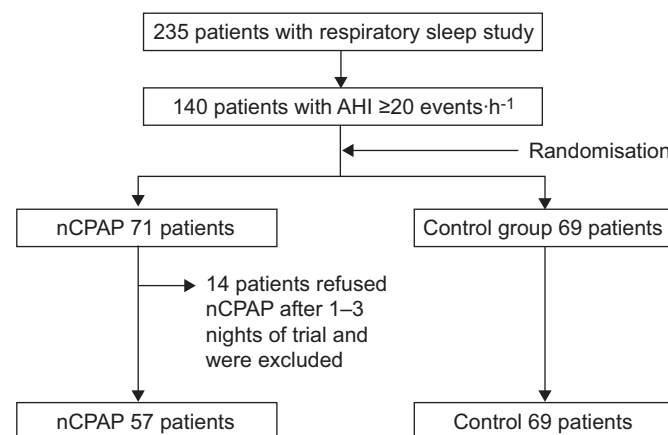 235 patients with respiratory sleep study
140 patients with AHI ≥20 events·h-1
Randomisation
nCPAP 71 patients
Control group 69 patients
14 patients refused
nCPAP after 1–3
nights of trial and
were excluded
nCPAP 57 patients
Control 69 patients